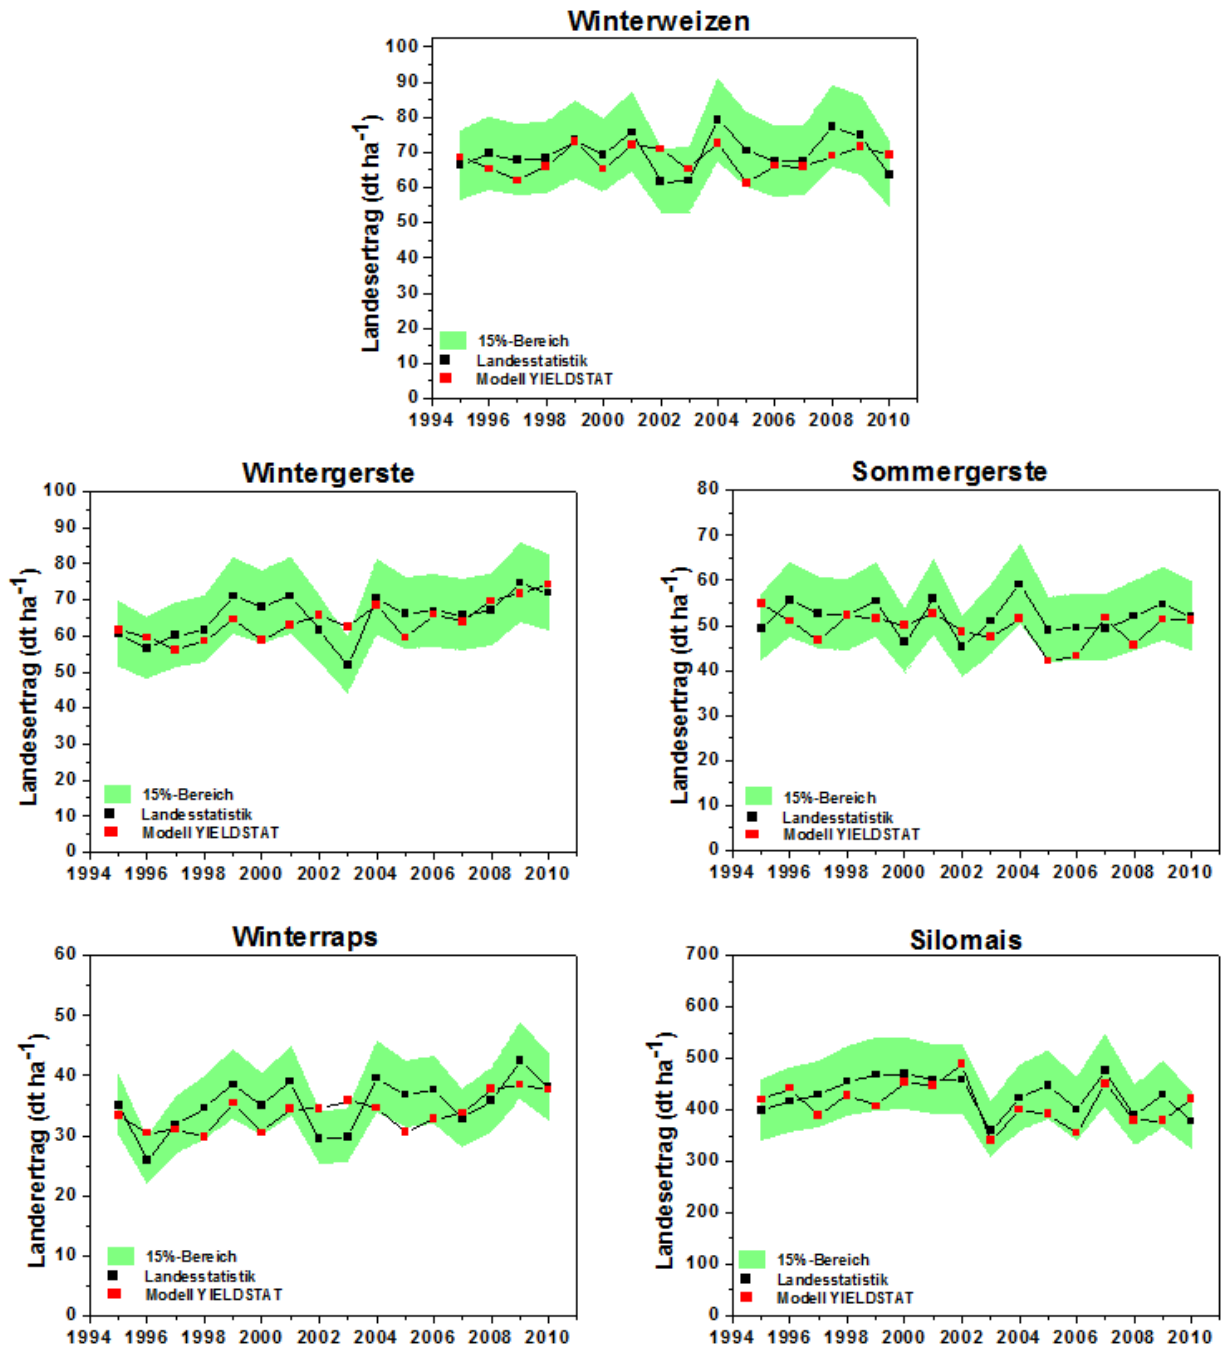 Winterweizen
Landesertrag (dt ha⁻¹)
100
90
80
70
60
50
40
30
20
10
0
15%-Bereich
Landesstatistik
Modell YIELDSTAT
1994 1996 1998 2000 2002 2004 2006 2008 2010
Wintergerste
Landesertrag (dt ha⁻¹)
100
90
80
70
60
50
40
30
20
10
0
15%-Bereich
Landesstatistik
Modell YIELDSTAT
1994 1996 1998 2000 2002 2004 2006 2008 2010
Sommergerste
Landesertrag (dt ha⁻¹)
80
70
60
50
40
30
20
10
0
15%-Bereich
Landesstatistik
Modell YIELDSTAT
1994 1996 1998 2000 2002 2004 2006 2008 2010
Winterraps
Landerertrag (dt ha⁻¹)
60
50
40
30
20
10
0
15%-Bereich
Landesstatistik
Modell YIELDSTAT
1994 1996 1998 2000 2002 2004 2006 2008 2010
Silomais
Landesertrag (dt ha⁻¹)
700
600
500
400
300
200
100
0
15%-Bereich
Landesstatistik
Modell YIELDSTAT
1994 1996 1998 2000 2002 2004 2006 2008 2010